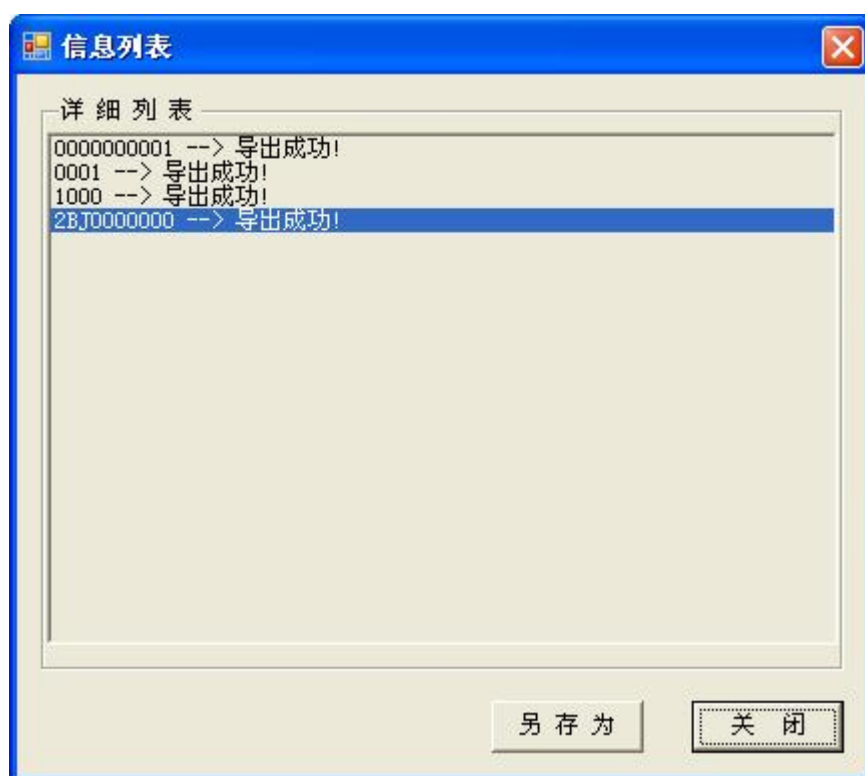 信息列表
详 细 列 表
0000000001 --> 导出成功!
0001 --> 导出成功!
1000 --> 导出成功!
2BJ0000000 --> 导出成功!
另 存 为
关 闭